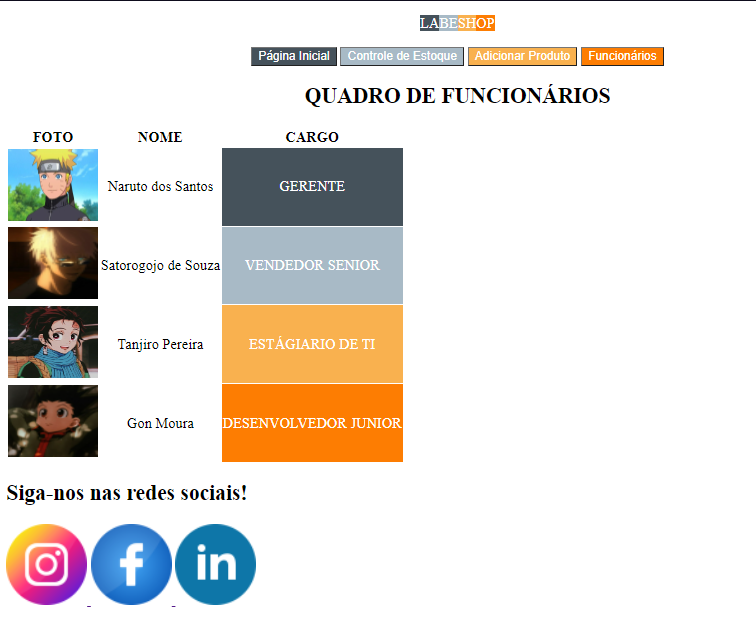 LABESHOP
Página Inicial Controle de Estoque Adicionar Produto Funcionários
QUADRO DE FUNCIONÁRIOS
FOTO NOME CARGO
Naruto dos Santos GERENTE
Satorogojo de Souza VENDEDOR SENIOR
Tanjiro Pereira ESTÁGIARIO DE TI
Gon Moura DESENVOLVEDOR JUNIOR
Siga-nos nas redes sociais!
f in